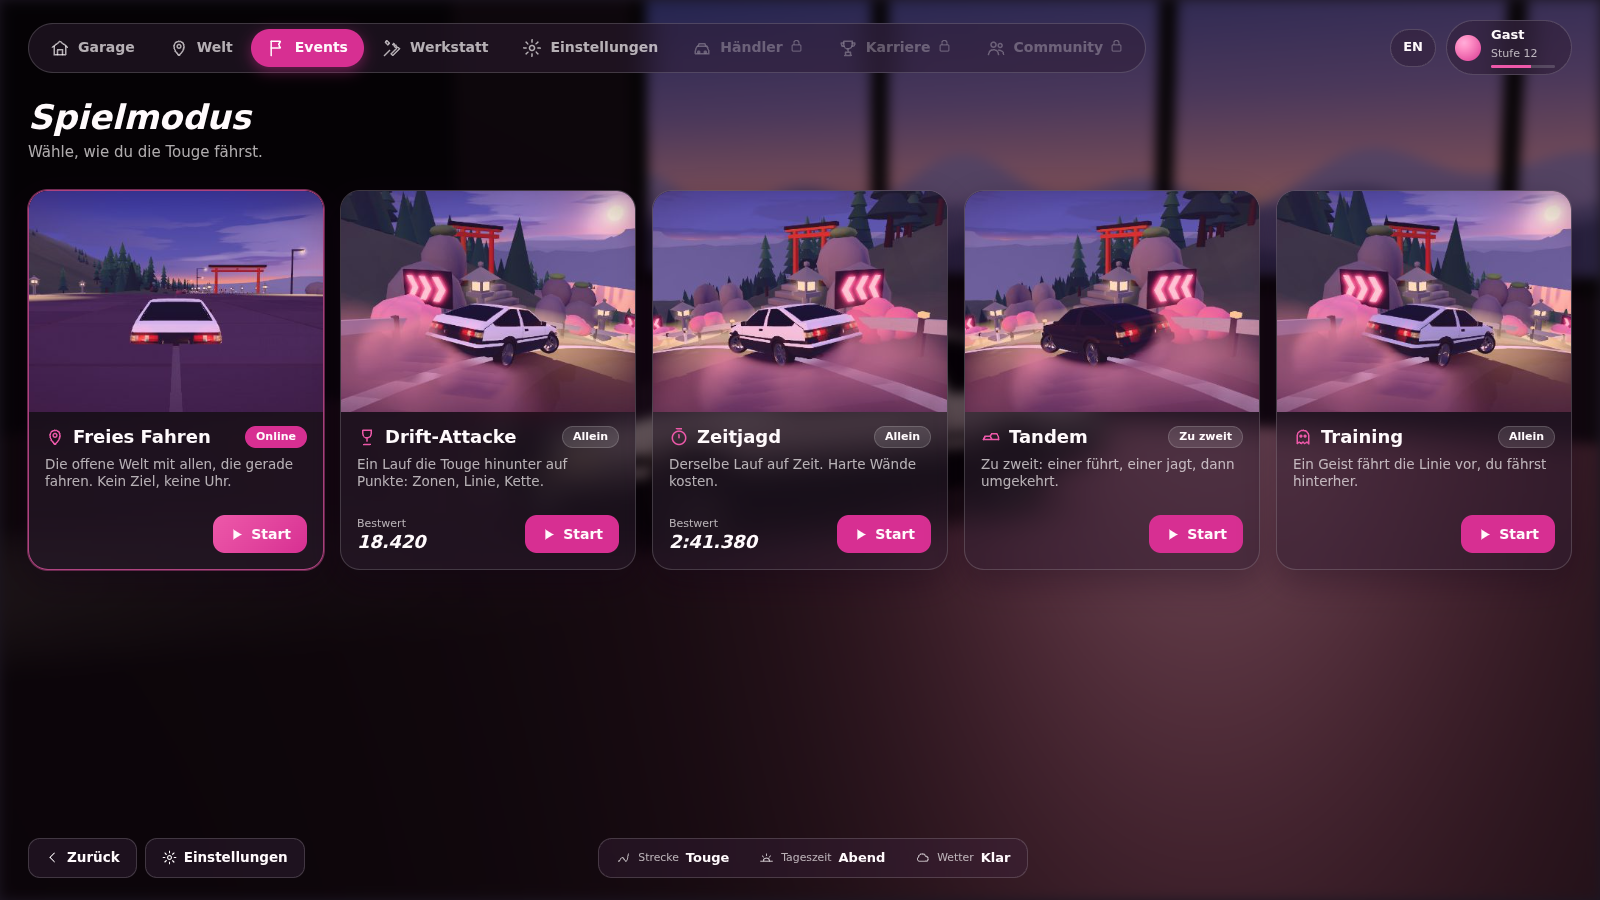 Garage
Welt
Events
Werkstatt
Einstellungen
Händler
Karriere
Community
EN
Gast
Stufe 12
Spielmodus
Wähle, wie du die Touge fährst.
Freies Fahren
Online
Die offene Welt mit allen, die gerade
fahren. Kein Ziel, keine Uhr.
Start
Drift-Attacke
Allein
Ein Lauf die Touge hinunter auf
Punkte: Zonen, Linie, Kette.
Bestwert
18.420
Start
Zeitjagd
Allein
Derselbe Lauf auf Zeit. Harte Wände
kosten.
Bestwert
2:41.380
Start
Tandem
Zu zweit
Zu zweit: einer führt, einer jagt, dann
umgekehrt.
Start
Training
Allein
Ein Geist fährt die Linie vor, du fährst
hinterher.
Start
Zurück
Einstellungen
Strecke Touge
Tageszeit Abend
Wetter Klar